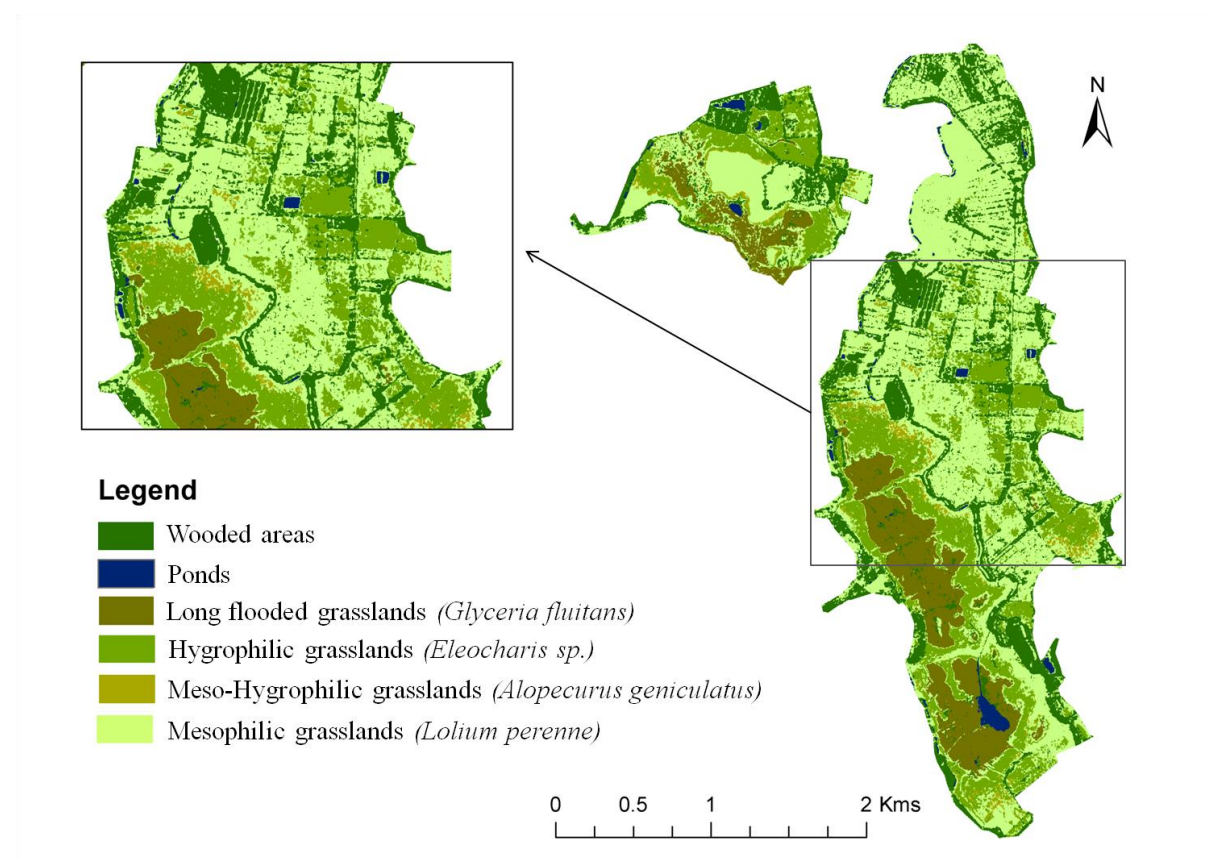 N
Legend
Wooded areas
Ponds
Long flooded grasslands (Glyceria fluitans)
Hygrophilic grasslands (Eleocharis sp.)
Meso-Hygrophilic grasslands (Alopecurus geniculatus)
Mesophilic grasslands (Lolium perenne)
0 0.5 1 2 Kms